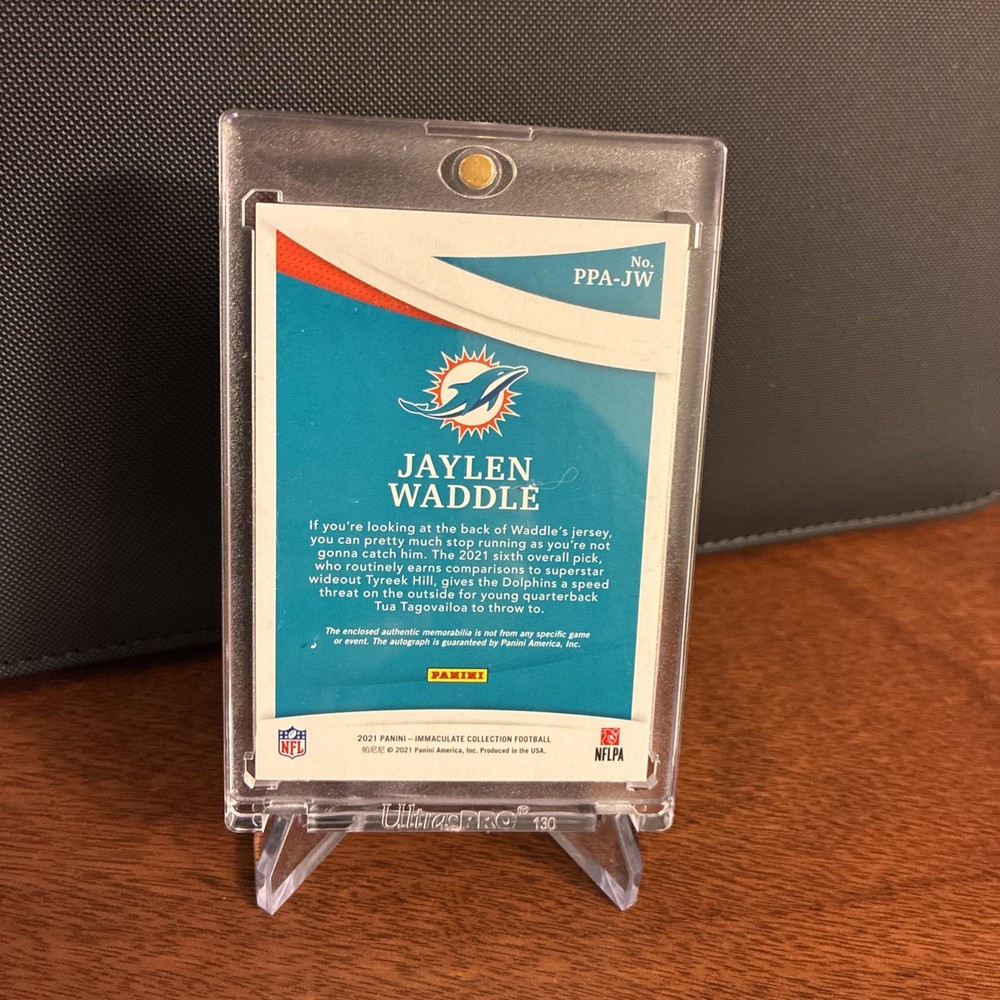 No.
PPA-JW
JAYLEN
WADDLE
If you're looking at the back of Waddle's jersey,
you can pretty much stop running as you're not
gonna catch him. The 2021 sixth overall pick,
who routinely earns comparisons to superstar
wideout Tyreek Hill, gives the Dolphins a speed
threat on the outside for young quarterback
Tua Tagovailoa to throw to.
The enclosed authentic memorabilia is not from any specific game
or event. The autograph is guaranteed by Panini America, Inc.
PANINI
2021 PANINI – IMMACULATE COLLECTION FOOTBALL
帕尼尼 © 2021 Panini America, Inc. Produced in the USA.
NFL
NFLPA
Ultra PRO® 130